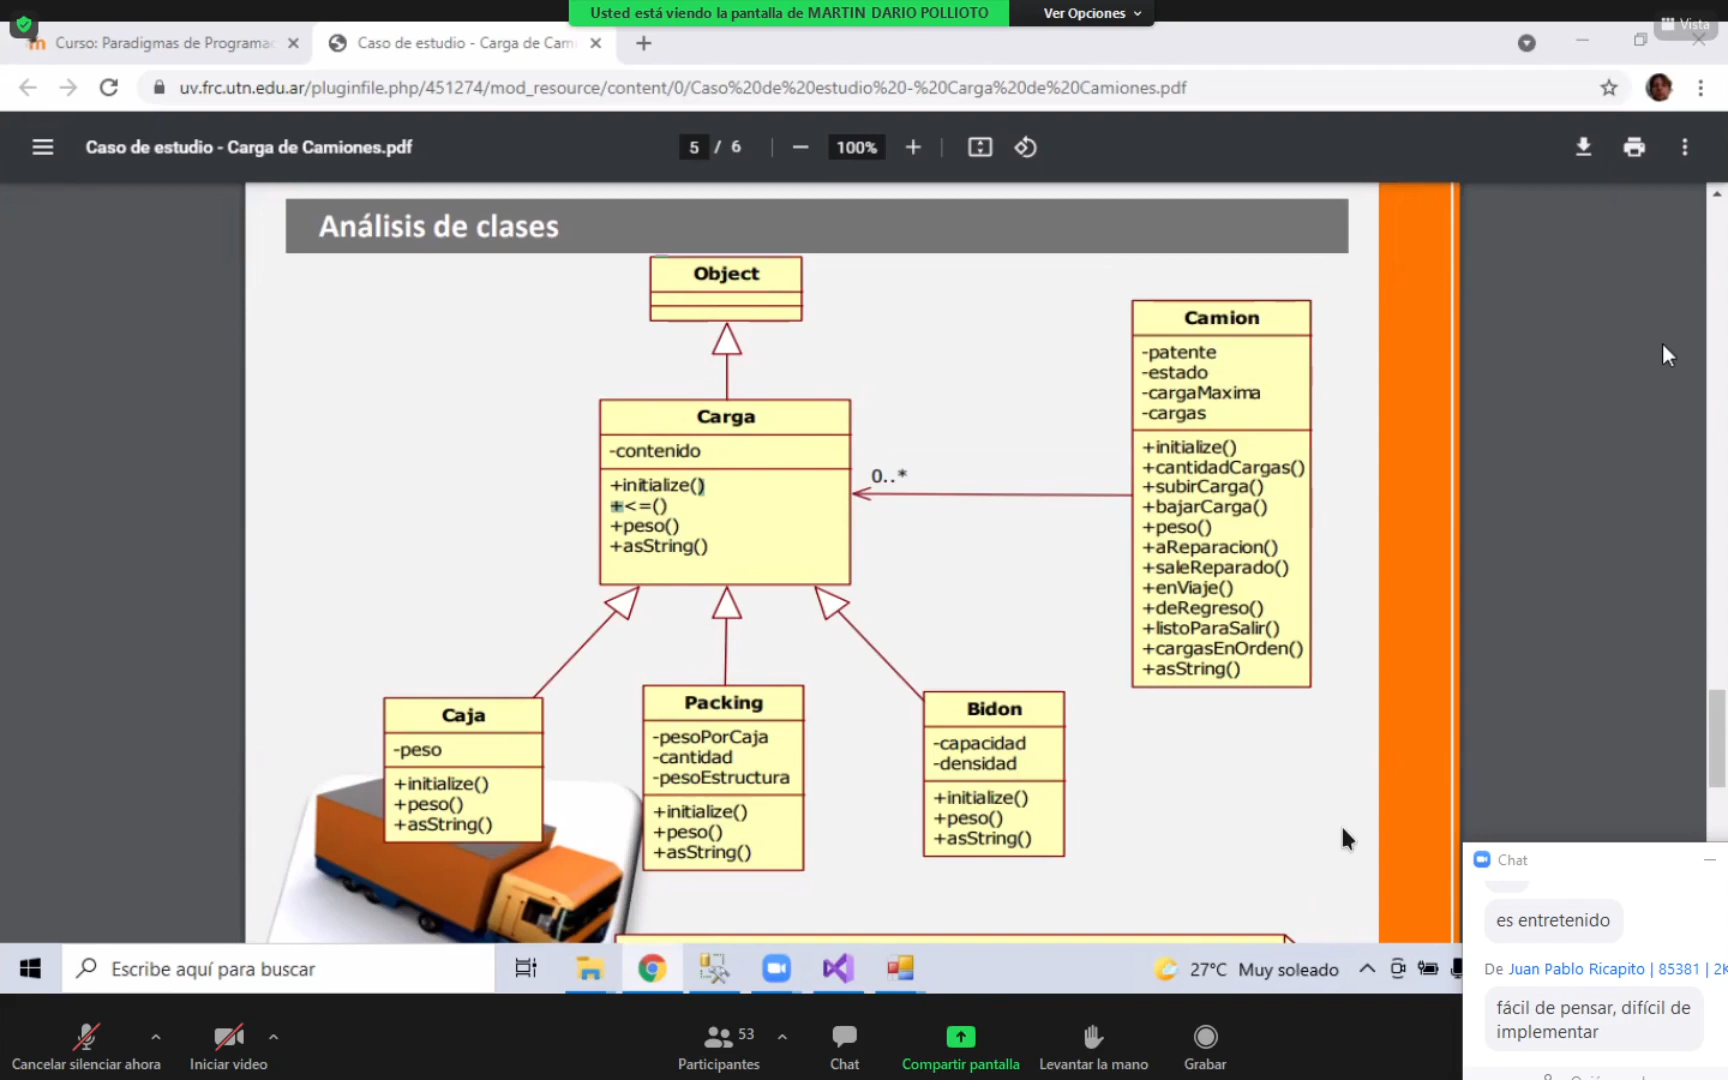 Usted está viendo la pantalla de MARTIN DARIO POLLIOTO
Ver Opciones
Vista
Curso: Paradigmas de Programac
Caso de estudio - Carga de Cam
uv.frc.utn.edu.ar/pluginfile.php/451274/mod_resource/content/0/Caso%20de%20estudio%20-%20Carga%20de%20Camiones.pdf
Caso de estudio - Carga de Camiones.pdf
5 / 6
100%
Análisis de clases
Object
Carga
-contenido
+initialize()
+<=()
+peso()
+asString()
0..*
Camion
-patente
-estado
-cargaMaxima
-cargas
+initialize()
+cantidadCargas()
+subirCarga()
+bajarCarga()
+peso()
+aReparacion()
+saleReparado()
+enViaje()
+deRegreso()
+listoParaSalir()
+cargasEnOrden()
+asString()
Caja
-peso
+initialize()
+peso()
+asString()
Packing
-pesoPorCaja
-cantidad
-pesoEstructura
+initialize()
+peso()
+asString()
Bidon
-capacidad
-densidad
+initialize()
+peso()
+asString()
Chat
es entretenido
De Juan Pablo Ricapito | 85381 | 2K
fácil de pensar, difícil de
implementar
Escribe aquí para buscar
27°C Muy soleado
Cancelar silenciar ahora
Iniciar video
53
Participantes
Chat
Compartir pantalla
Levantar la mano
Grabar